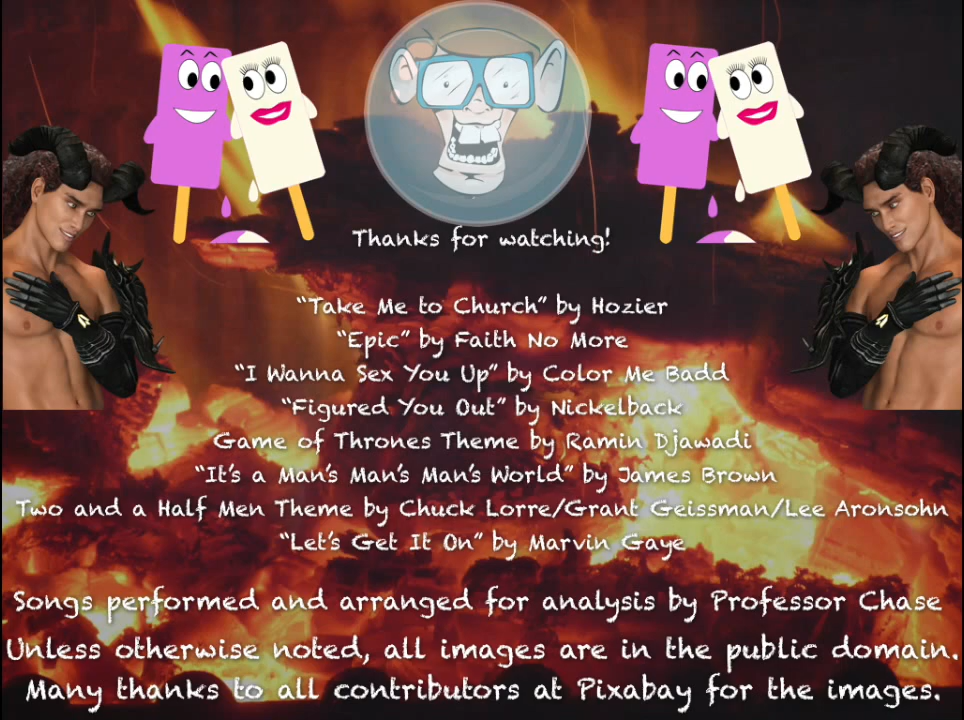 Thanks for watching!
"Take Me to Church" by Hozier
"Epic" by Faith No More
"I Wanna Sex You Up" by Color Me Badd
"Figured You Out" by Nickelback
Game of Thrones Theme by Ramin Djawadi
"It's a Man's Man's Man's World" by James Brown
Two and a Half Men Theme by Chuck Lorre/Grant Geissman/Lee Aronsohn
"Let's Get It On" by Marvin Gaye
Songs performed and arranged for analysis by Professor Chase
Unless otherwise noted, all images are in the public domain.
Many thanks to all contributors at Pixabay for the images.